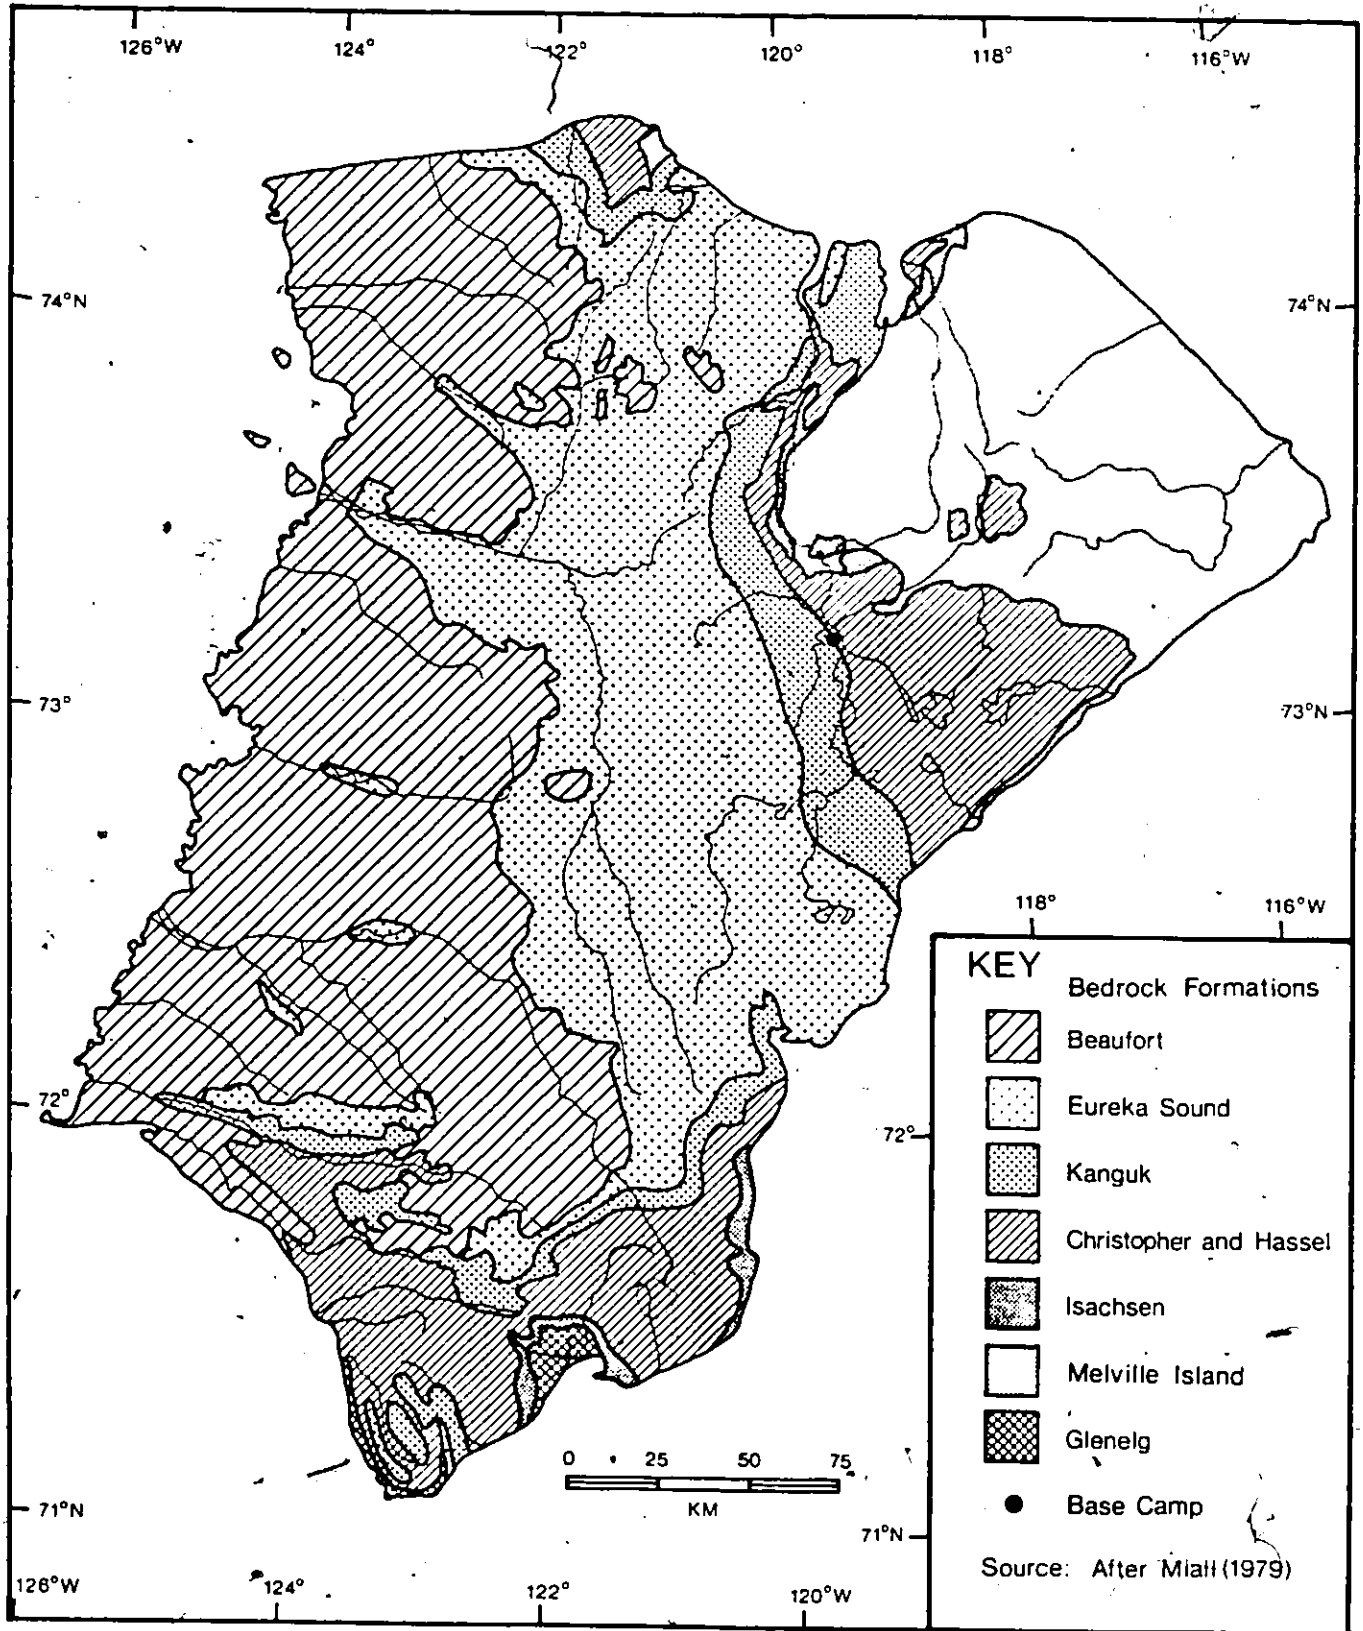 126°W 124° 122° 120° 118° 116°W
74°N 74°N
73° 73°N
118° 116°W
KEY
Bedrock Formations
Beaufort
Eureka Sound
Kanguk
Christopher and Hassel
Isachsen
Melville Island
Glenelg
Base Camp
Source: After Miall (1979)
72° 72°
0 25 50 75
KM
71°N 71°N
126°W 124° 122° 120°W